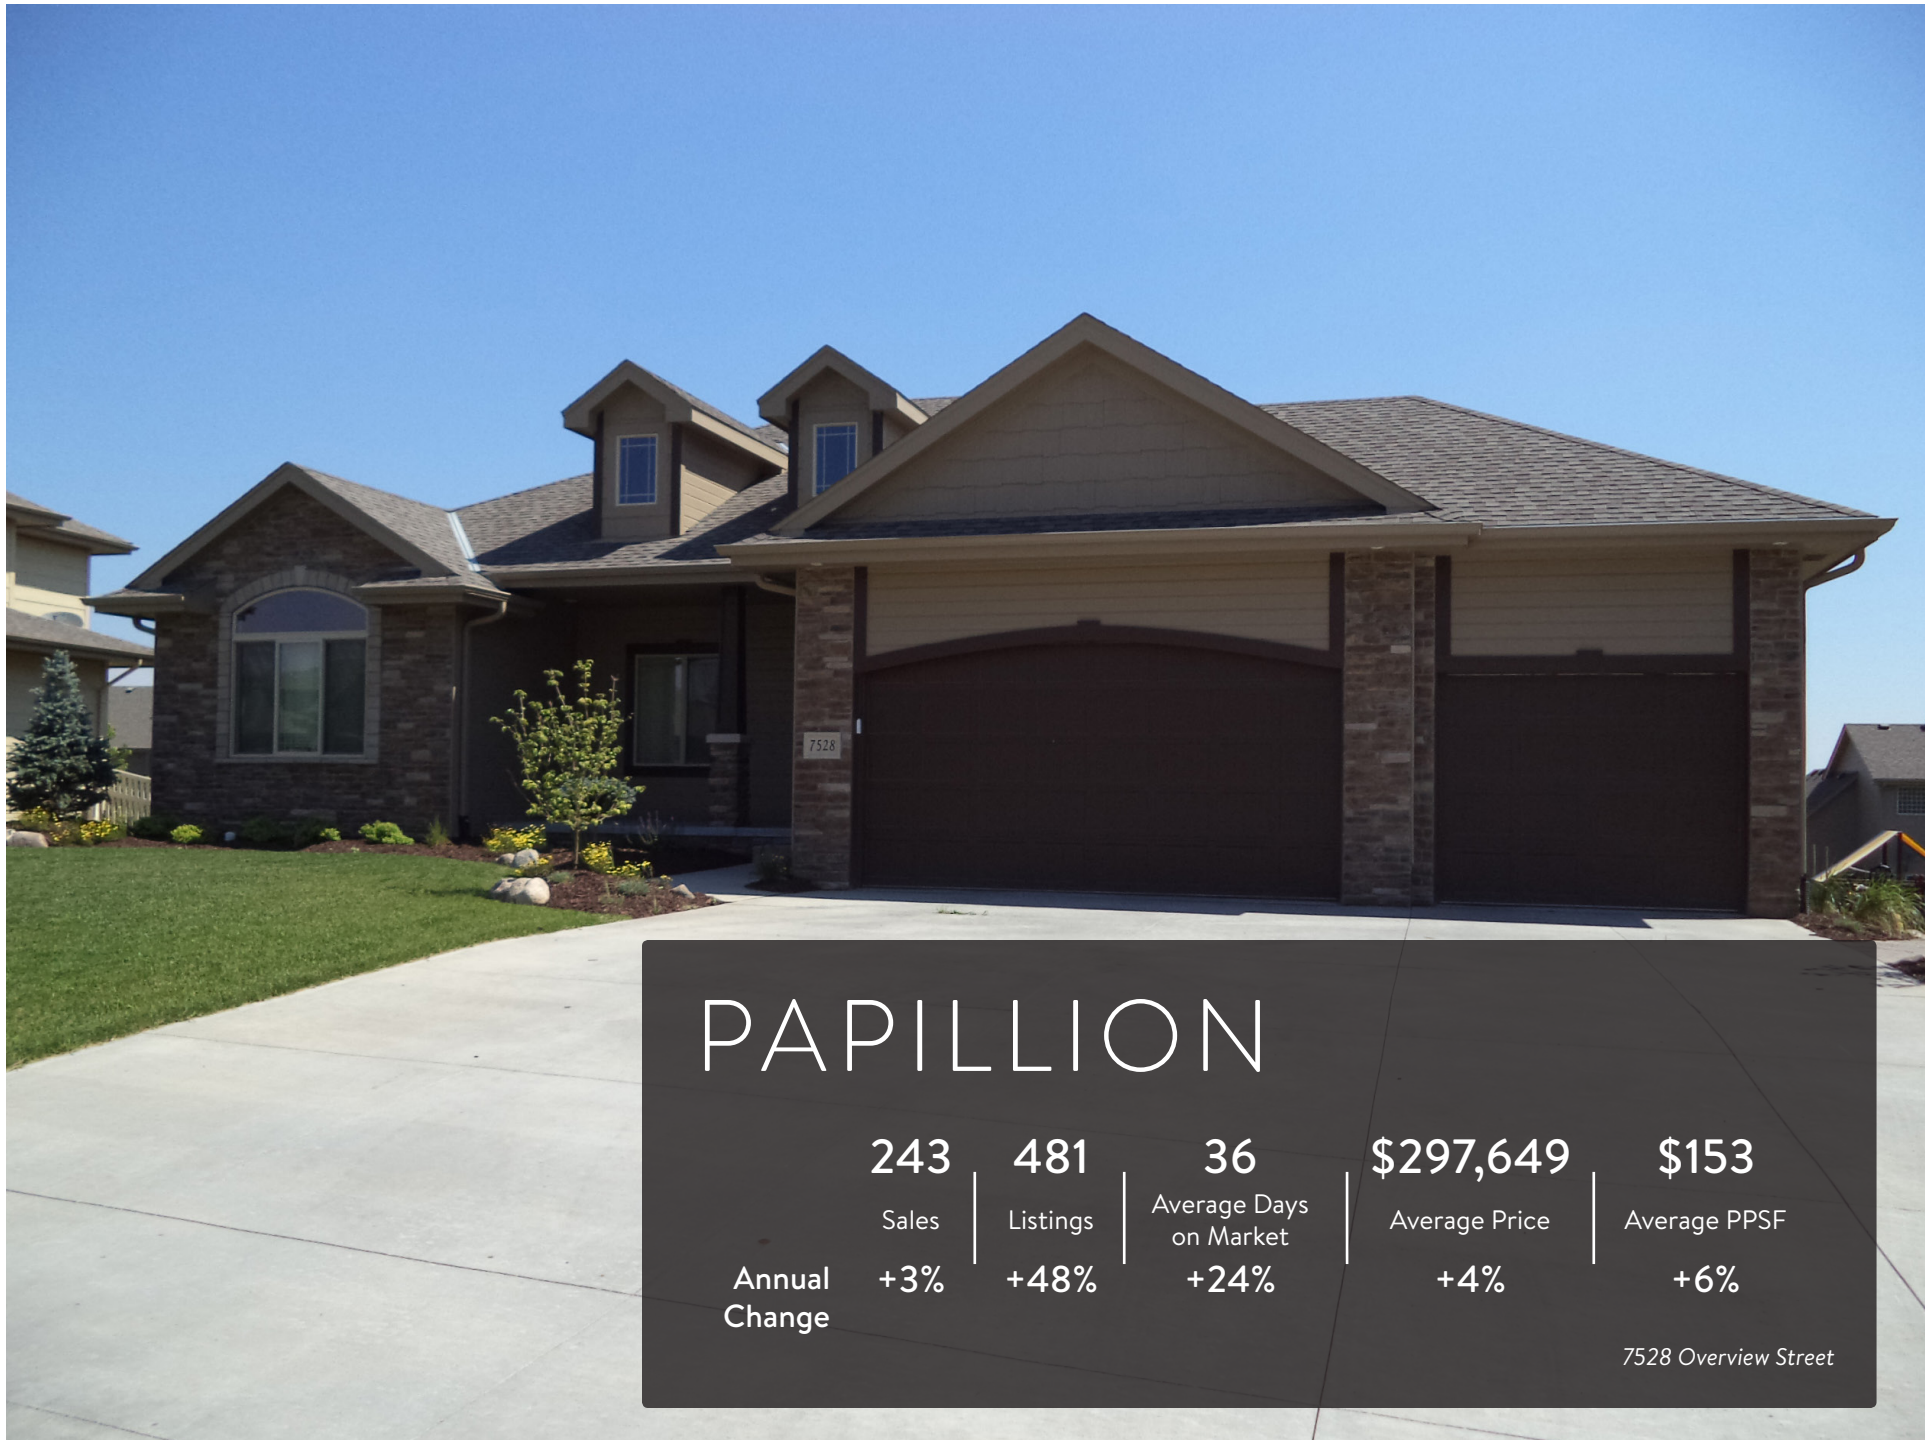 7528
PAPILLION
243 481 36 $297,649 $153
Sales Listings Average Days on Market Average Price Average PPSF
Annual Change +3% +48% +24% +4% +6%
7528 Overview Street